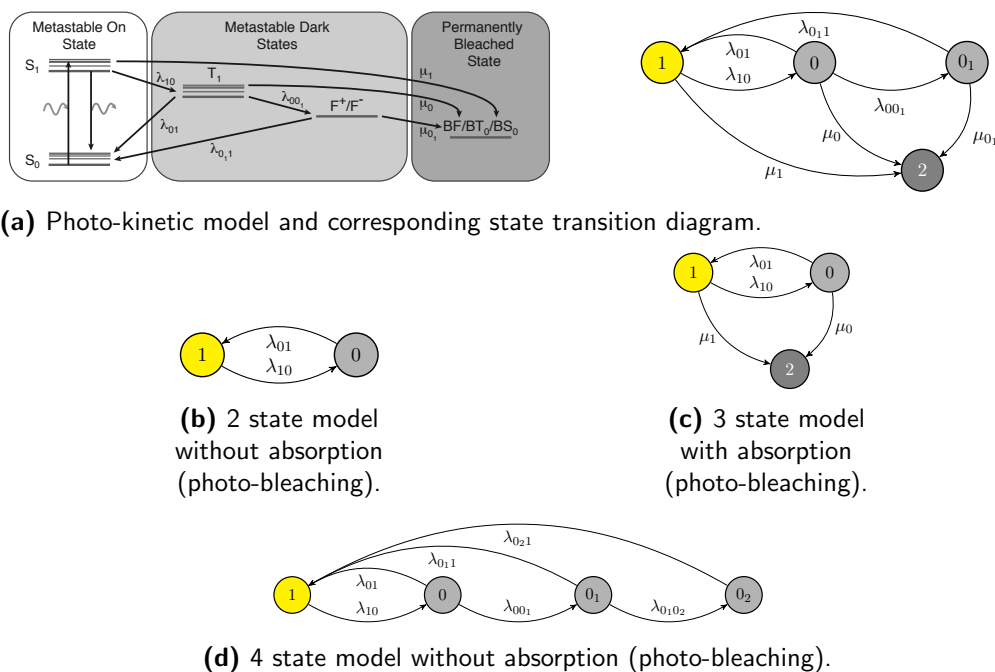 Metastable On
State
Metastable Dark
States
Permanently
Bleached
State
S₁
T₁
λ₁₀
μ₁
μ₀
λ₀₀₁
F⁺/F⁻
λ₀₁
μ₀₁
BF/BT₀/BS₀
λ₀₁₁
S₀
λ₀₁₁
1
λ₀₁
λ₁₀
0
0₁
λ₀₀₁
μ₀
μ₀₁
μ₁
2
(a) Photo-kinetic model and corresponding state transition diagram.
1
λ₀₁
λ₁₀
0
(b) 2 state model
without absorption
(photo-bleaching).
1
λ₀₁
λ₁₀
0
μ₁
μ₀
2
(c) 3 state model
with absorption
(photo-bleaching).
λ₀₂₁
λ₀₁₁
1
λ₀₁
λ₁₀
0
λ₀₀₁
0₁
λ₀₁₀₂
0₂
(d) 4 state model without absorption (photo-bleaching).